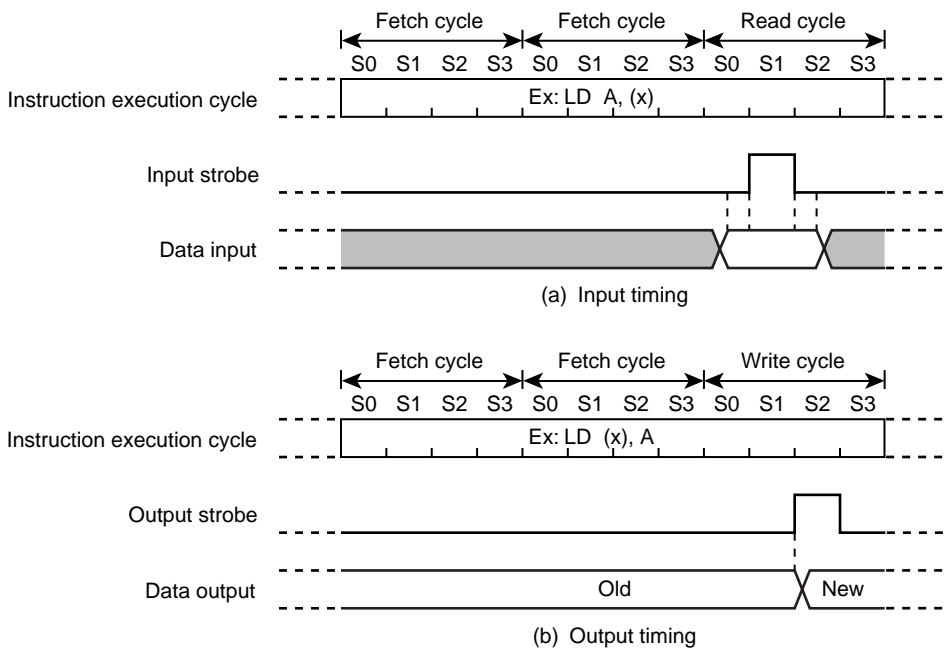 Fetch cycle Fetch cycle Read cycle
S0 S1 S2 S3 S0 S1 S2 S3 S0 S1 S2 S3
Instruction execution cycle
Ex: LD A, (x)
Input strobe
Data input
(a) Input timing
Fetch cycle Fetch cycle Write cycle
S0 S1 S2 S3 S0 S1 S2 S3 S0 S1 S2 S3
Instruction execution cycle
Ex: LD (x), A
Output strobe
Data output
Old New
(b) Output timing